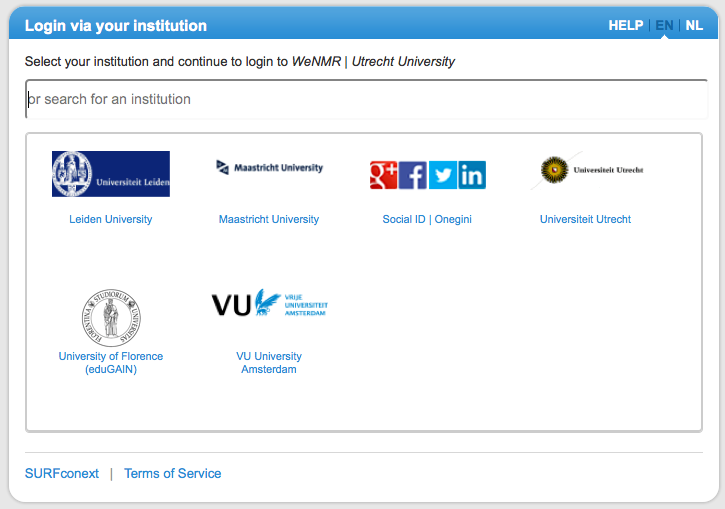 Login via your institution
HELP | EN | NL
Select your institution and continue to login to WeNMR | Utrecht University
or search for an institution
Universiteit Leiden
Maastricht University
Universiteit Utrecht
Leiden University
Maastricht University
Social ID | Onegini
Universiteit Utrecht
FLORENTINA STUDIORUM UNIVERSITAS
VU VRIJE
UNIVERSITEIT
AMSTERDAM
University of Florence
(eduGAIN)
VU University
Amsterdam
SURFconext | Terms of Service